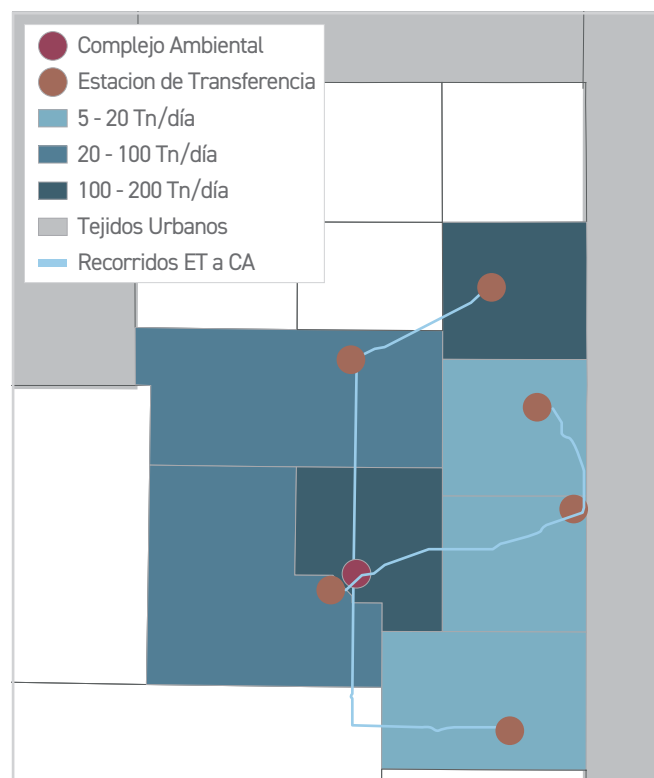 Complejo Ambiental
Estacion de Transferencia
5 - 20 Tn/día
20 - 100 Tn/día
100 - 200 Tn/día
Tejidos Urbanos
Recorridos ET a CA